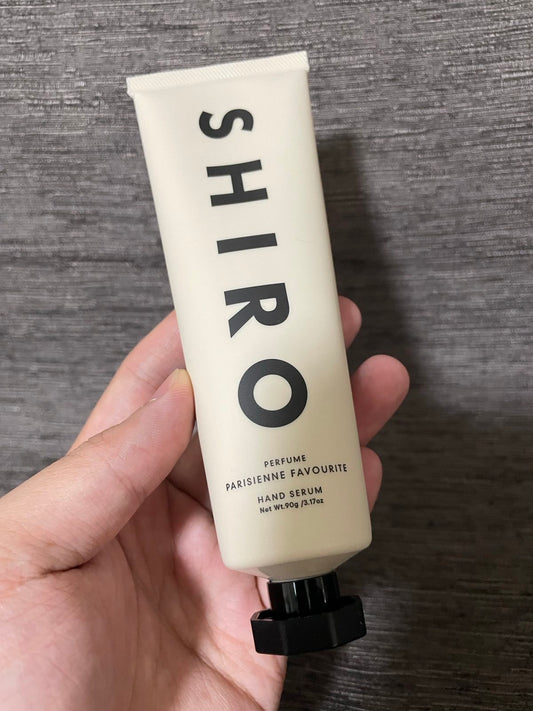 SHIRO
PERFUME
PARISIENNE FAVOURITE
HAND SERUM
Net Wt.90g /3.17oz